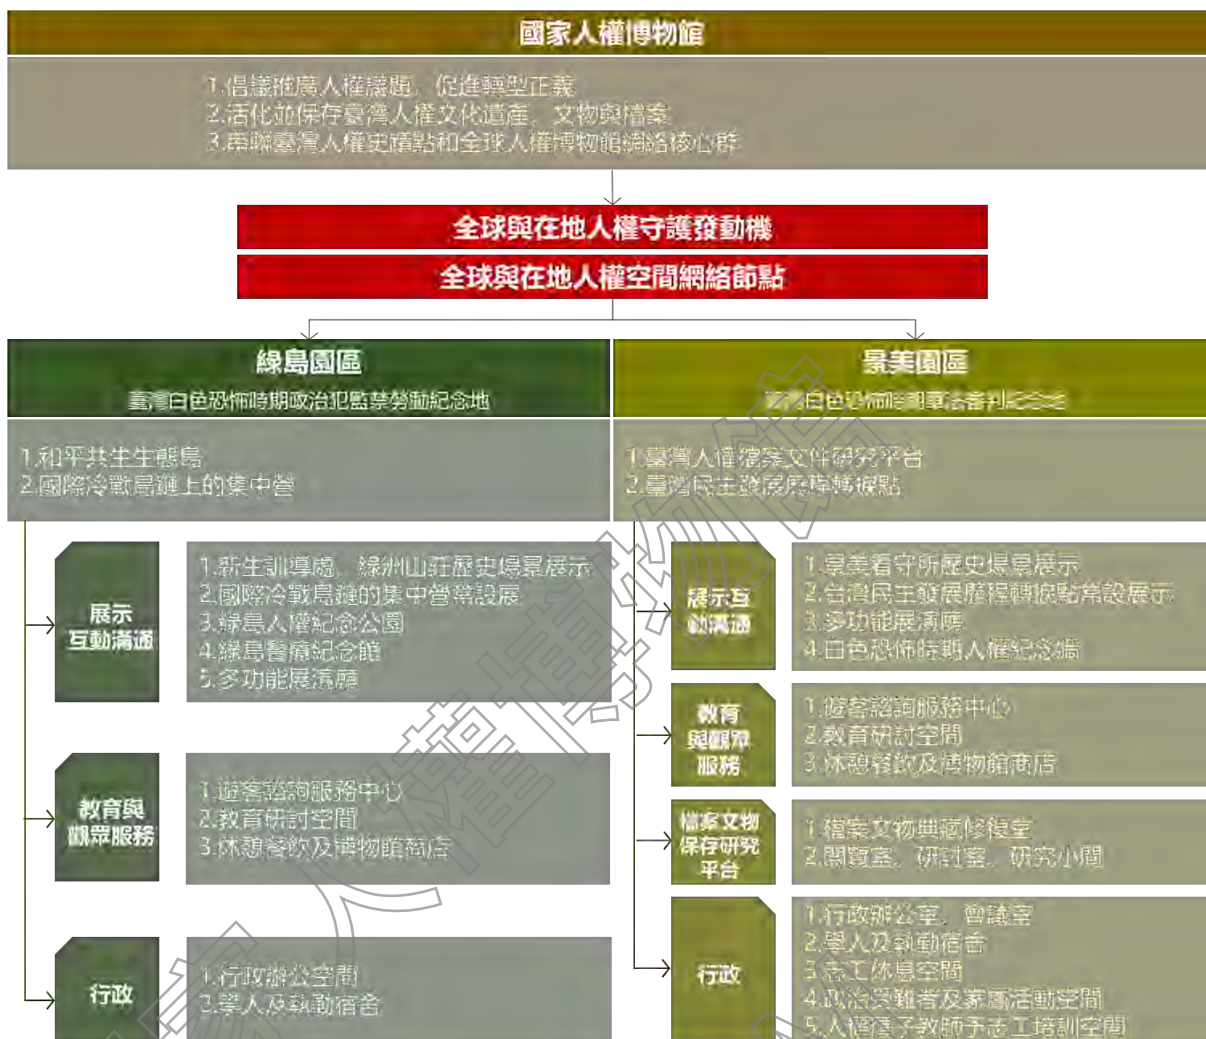 國家人權博物館
1.倡議推廣人權議題、促進轉型正義
2.活化並保存臺灣人權文化遺產、文物與檔案
3.串聯臺灣人權史蹟點和全球人權博物館網絡核心群
全球與在地人權守護發動機
全球與在地人權空間網絡節點
綠島園區
臺灣白色恐怖時期政治犯監禁勞動紀念地
1.和平共生生態島
2.國際冷戰島鏈上的集中營
展示
互動溝通
1.新生訓導處、綠洲山莊歷史場景展示
2.國際冷戰島鏈的集中營常設展
3.綠島人權紀念公園
4.綠島醫療紀念館
5.多功能展演廳
教育與
觀眾服務
1.遊客諮詢服務中心
2.教育研討空間
3.休憩餐飲及博物館商店
行政
1.行政辦公空間
2.學人及執勤宿舍
景美園區
臺灣白色恐怖時期軍法審判紀念地
1.臺灣人權檔案文件研究平台
2.臺灣民主發展歷程轉捩點
展示互
動溝通
1.景美看守所歷史場景展示
2.台灣民主發展歷程轉捩點常設展示
3.多功能展演廳
4.白色恐怖時期人權紀念牆
教育
與觀眾
服務
1.遊客諮詢服務中心
2.教育研討空間
3.休憩餐飲及博物館商店
檔案文物
保存研究
平台
1.檔案文物典藏修復室
2.閱覽室、研討室、研究小間
行政
1.行政辦公室、會議室
2.學人及執勤宿舍
3.志工休息空間
4.政治受難者及家屬活動空間
5.人權種子教師予志工培訓空間
國家人權博物館